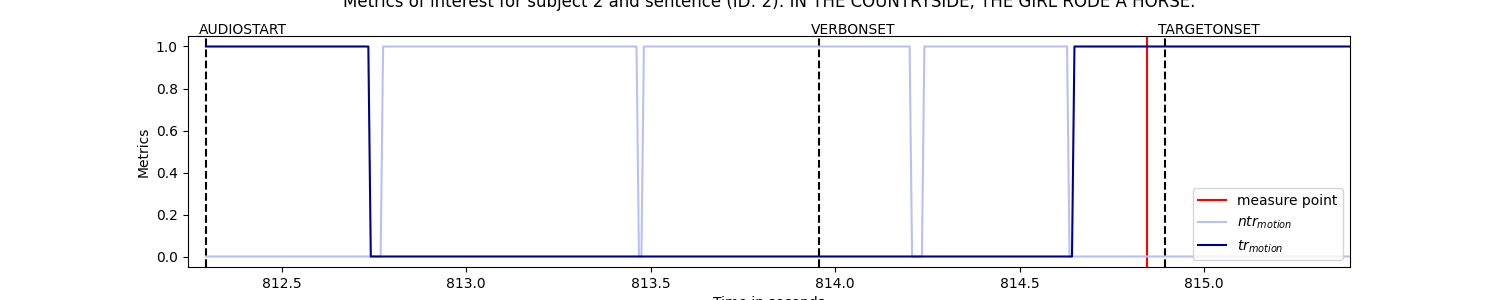 Metrics of interest for subject 2 and sentence (ID: 2): IN THE COUNTRYSIDE, THE GIRL RODE A HORSE.
AUDIOSTART VERBONSET TARGETONSET
1.0
0.8
0.6
0.4
0.2
0.0
Metrics
measure point
ntr_motion
tr_motion
812.5 813.0 813.5 814.0 814.5 815.0
Time in seconds